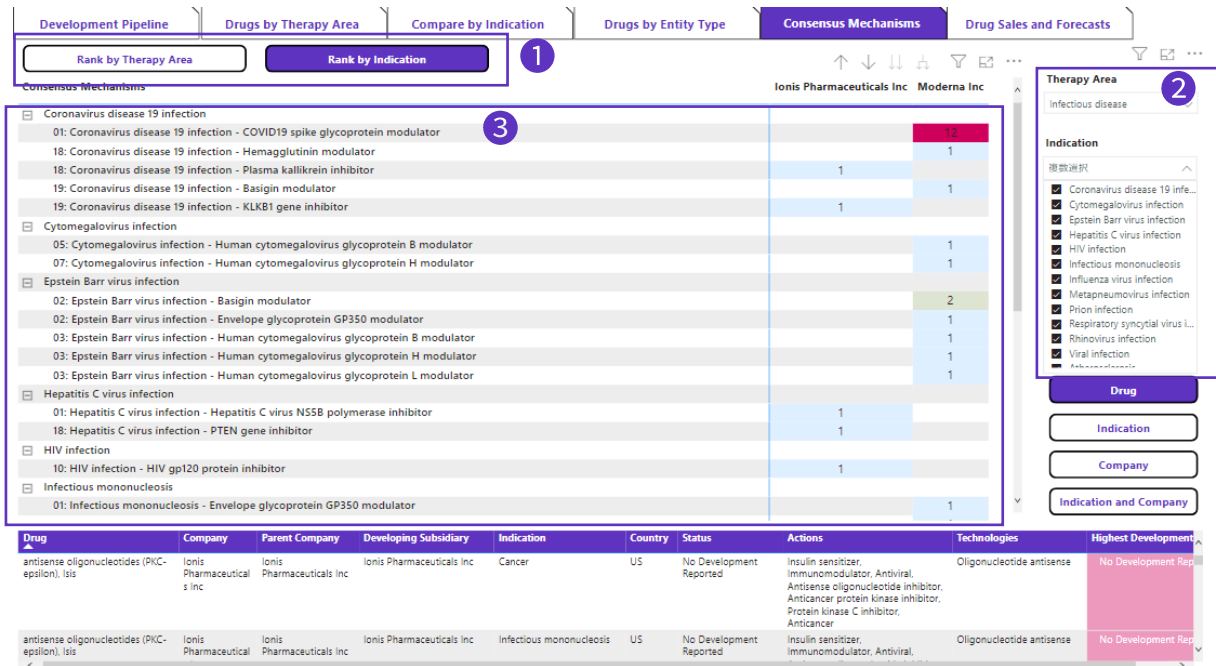 Development Pipeline Drugs by Therapy Area Compare by Indication Drugs by Entity Type Consensus Mechanisms Drug Sales and Forecasts
Rank by Therapy Area Rank by Indication 1
Consensus Mechanisms Ionis Pharmaceuticals Inc Moderna Inc
Coronavirus disease 19 infection
3
01: Coronavirus disease 19 infection - COVID19 spike glycoprotein modulator 12
18: Coronavirus disease 19 infection - Hemagglutinin modulator 1
18: Coronavirus disease 19 infection - Plasma kallikrein inhibitor 1
19: Coronavirus disease 19 infection - Basigin modulator 1
19: Coronavirus disease 19 infection - KLKB1 gene inhibitor 1
Cytomegalovirus infection
05: Cytomegalovirus infection - Human cytomegalovirus glycoprotein B modulator 1
07: Cytomegalovirus infection - Human cytomegalovirus glycoprotein H modulator 1
Epstein Barr virus infection
02: Epstein Barr virus infection - Basigin modulator 2
02: Epstein Barr virus infection - Envelope glycoprotein GP350 modulator 1
03: Epstein Barr virus infection - Human cytomegalovirus glycoprotein B modulator 1
03: Epstein Barr virus infection - Human cytomegalovirus glycoprotein H modulator 1
03: Epstein Barr virus infection - Human cytomegalovirus glycoprotein L modulator 1
Hepatitis C virus infection
01: Hepatitis C virus infection - Hepatitis C virus NS5B polymerase inhibitor 1
18: Hepatitis C virus infection - PTEN gene inhibitor 1
HIV infection
10: HIV infection - HIV gp120 protein inhibitor 1
Infectious mononucleosis
01: Infectious mononucleosis - Envelope glycoprotein GP350 modulator 1
Therapy Area
2
Infectious disease
Indication
複数選択
Coronavirus disease 19 infe...
Cytomegalovirus infection
Epstein Barr virus infection
Hepatitis C virus infection
HIV infection
Infectious mononucleosis
Influenza virus infection
Metapneumovirus infection
Prion infection
Respiratory syncytial virus i...
Rhinovirus infection
Viral infection
Drug
Indication
Company
Indication and Company
Drug Company Parent Company Developing Subsidiary Indication Country Status Actions Technologies Highest Development
antisense oligonucleotides (PKC- Ionis Ionis Ionis Pharmaceuticals Inc Cancer US No Development Insulin sensitizer, Oligonucleotide antisense No Development Rep
epsilon), Isis Pharmaceutical Pharmaceuticals Inc Reported Immunomodulator, Antiviral,
s Inc Antisense oligonucleotide inhibitor,
Anticancer protein kinase inhibitor,
Protein kinase C inhibitor,
Anticancer
antisense oligonucleotides (PKC- Ionis Ionis Ionis Pharmaceuticals Inc Infectious mononucleosis US No Development Insulin sensitizer, Oligonucleotide antisense No Development Rep
epsilon), Isis Pharmaceutical Pharmaceuticals Inc Reported Immunomodulator, Antiviral,